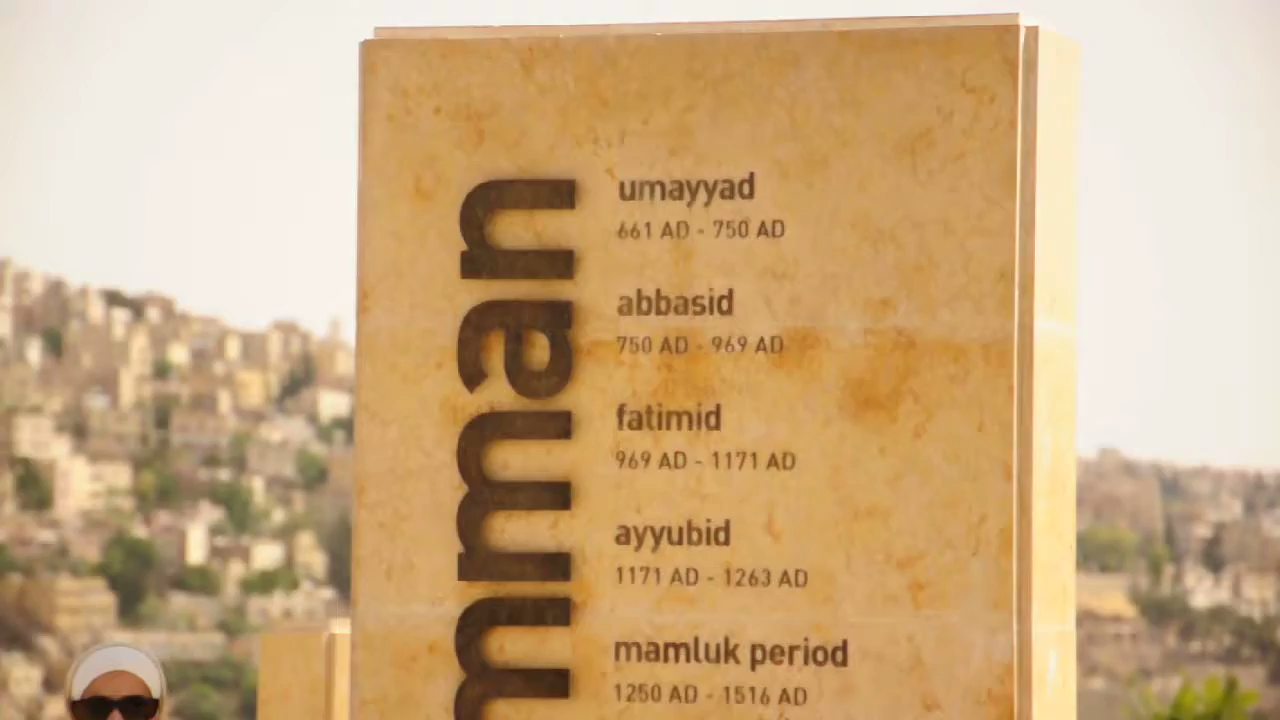 mman
umayyad
661 AD - 750 AD
abbasid
750 AD - 969 AD
fatimid
969 AD - 1171 AD
ayyubid
1171 AD - 1263 AD
mamluk period
1250 AD - 1516 AD